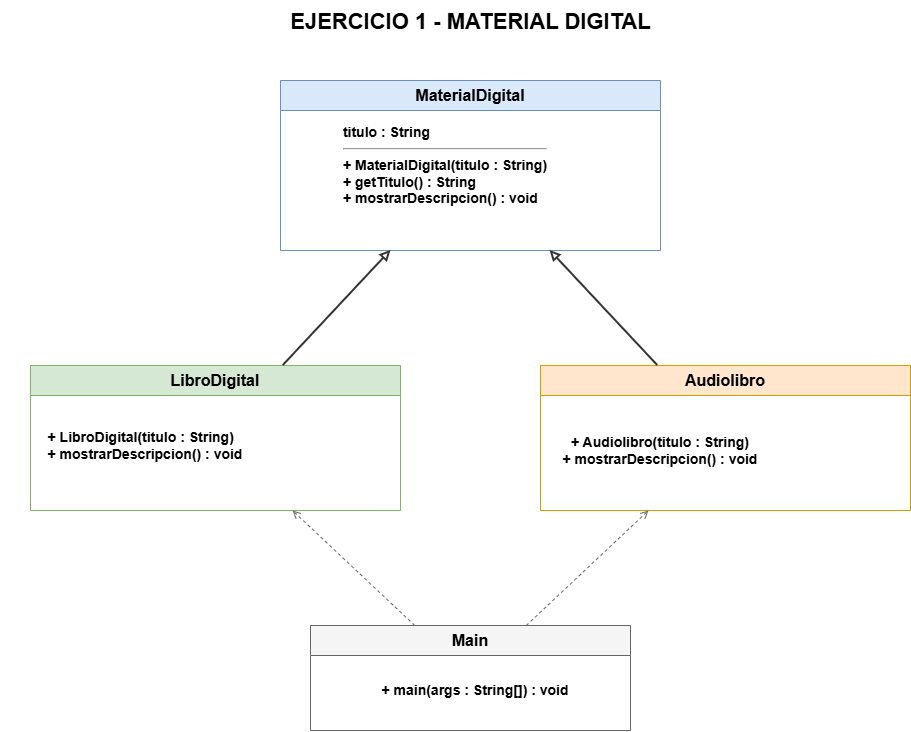 EJERCICIO 1 - MATERIAL DIGITAL
MaterialDigital
titulo : String
+ MaterialDigital(titulo : String)
+ getTitulo() : String
+ mostrarDescripcion() : void
LibroDigital
+ LibroDigital(titulo : String)
+ mostrarDescripcion() : void
Audiolibro
+ Audiolibro(titulo : String)
+ mostrarDescripcion() : void
Main
+ main(args : String[]) : void